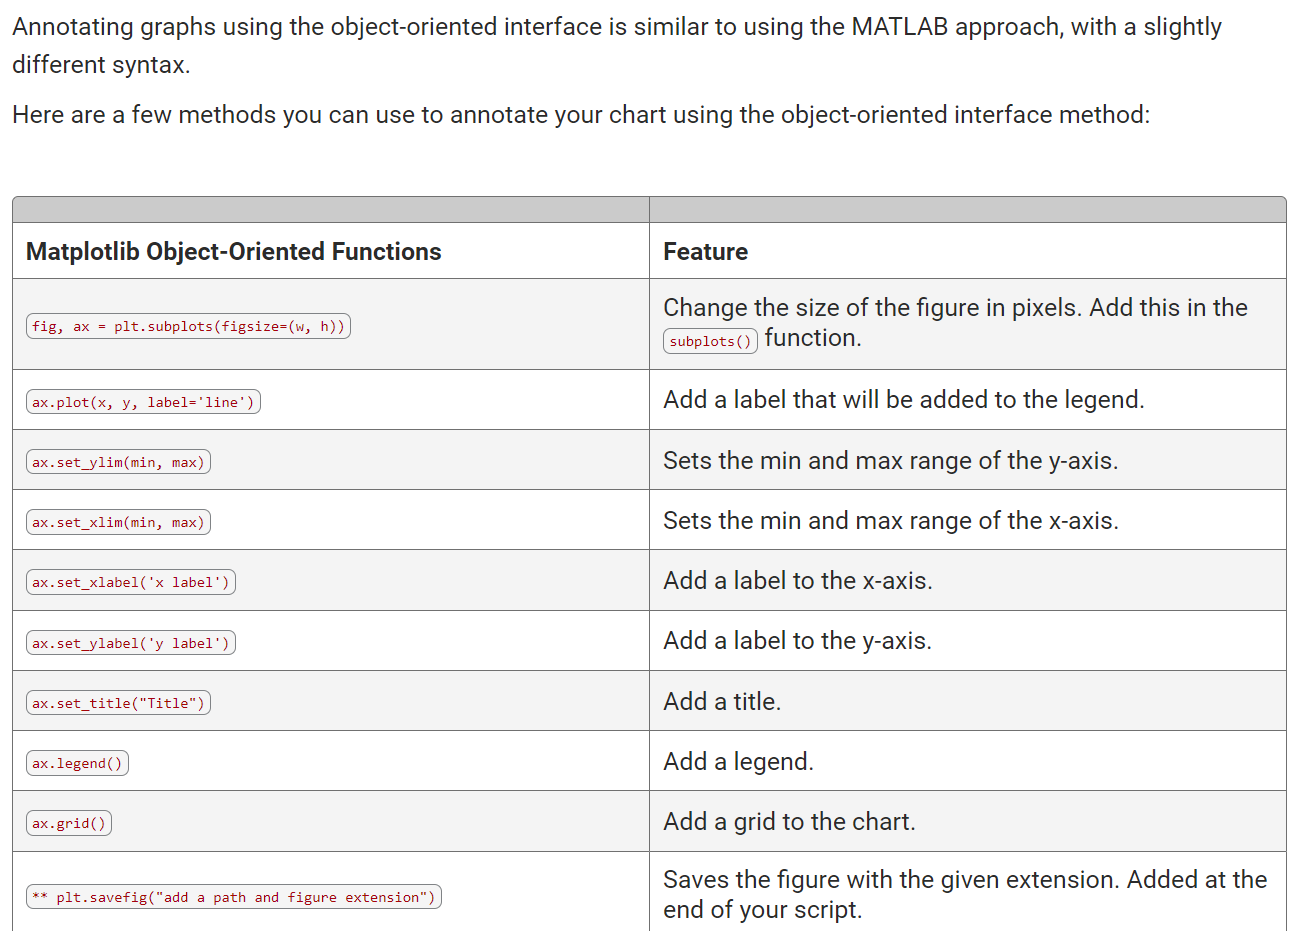 Annotating graphs using the object-oriented interface is similar to using the MATLAB approach, with a slightly
different syntax.
Here are a few methods you can use to annotate your chart using the object-oriented interface method:
Matplotlib Object-Oriented Functions
Feature
fig, ax = plt.subplots(figsize=(w, h))
Change the size of the figure in pixels. Add this in the
subplots() function.
ax.plot(x, y, label='line')
Add a label that will be added to the legend.
ax.set_ylim(min, max)
Sets the min and max range of the y-axis.
ax.set_xlim(min, max)
Sets the min and max range of the x-axis.
ax.set_xlabel('x label')
Add a label to the x-axis.
ax.set_ylabel('y label')
Add a label to the y-axis.
ax.set_title("Title")
Add a title.
ax.legend()
Add a legend.
ax.grid()
Add a grid to the chart.
** plt.savefig("add a path and figure extension")
Saves the figure with the given extension. Added at the
end of your script.